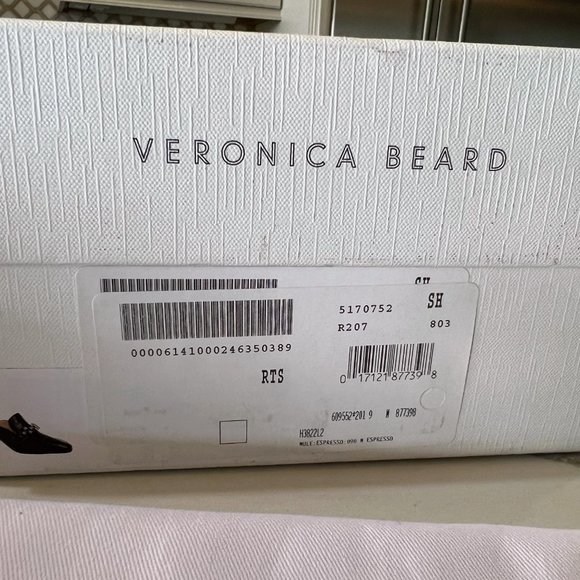 VERONICA BEARD
SH
5170752
R207 803
00006141000246350389
RTS
0 17121 87739 8
609552*201 9 M 877398
H3822L2
MULE:ESPRESSO:090 M ESPRESSO